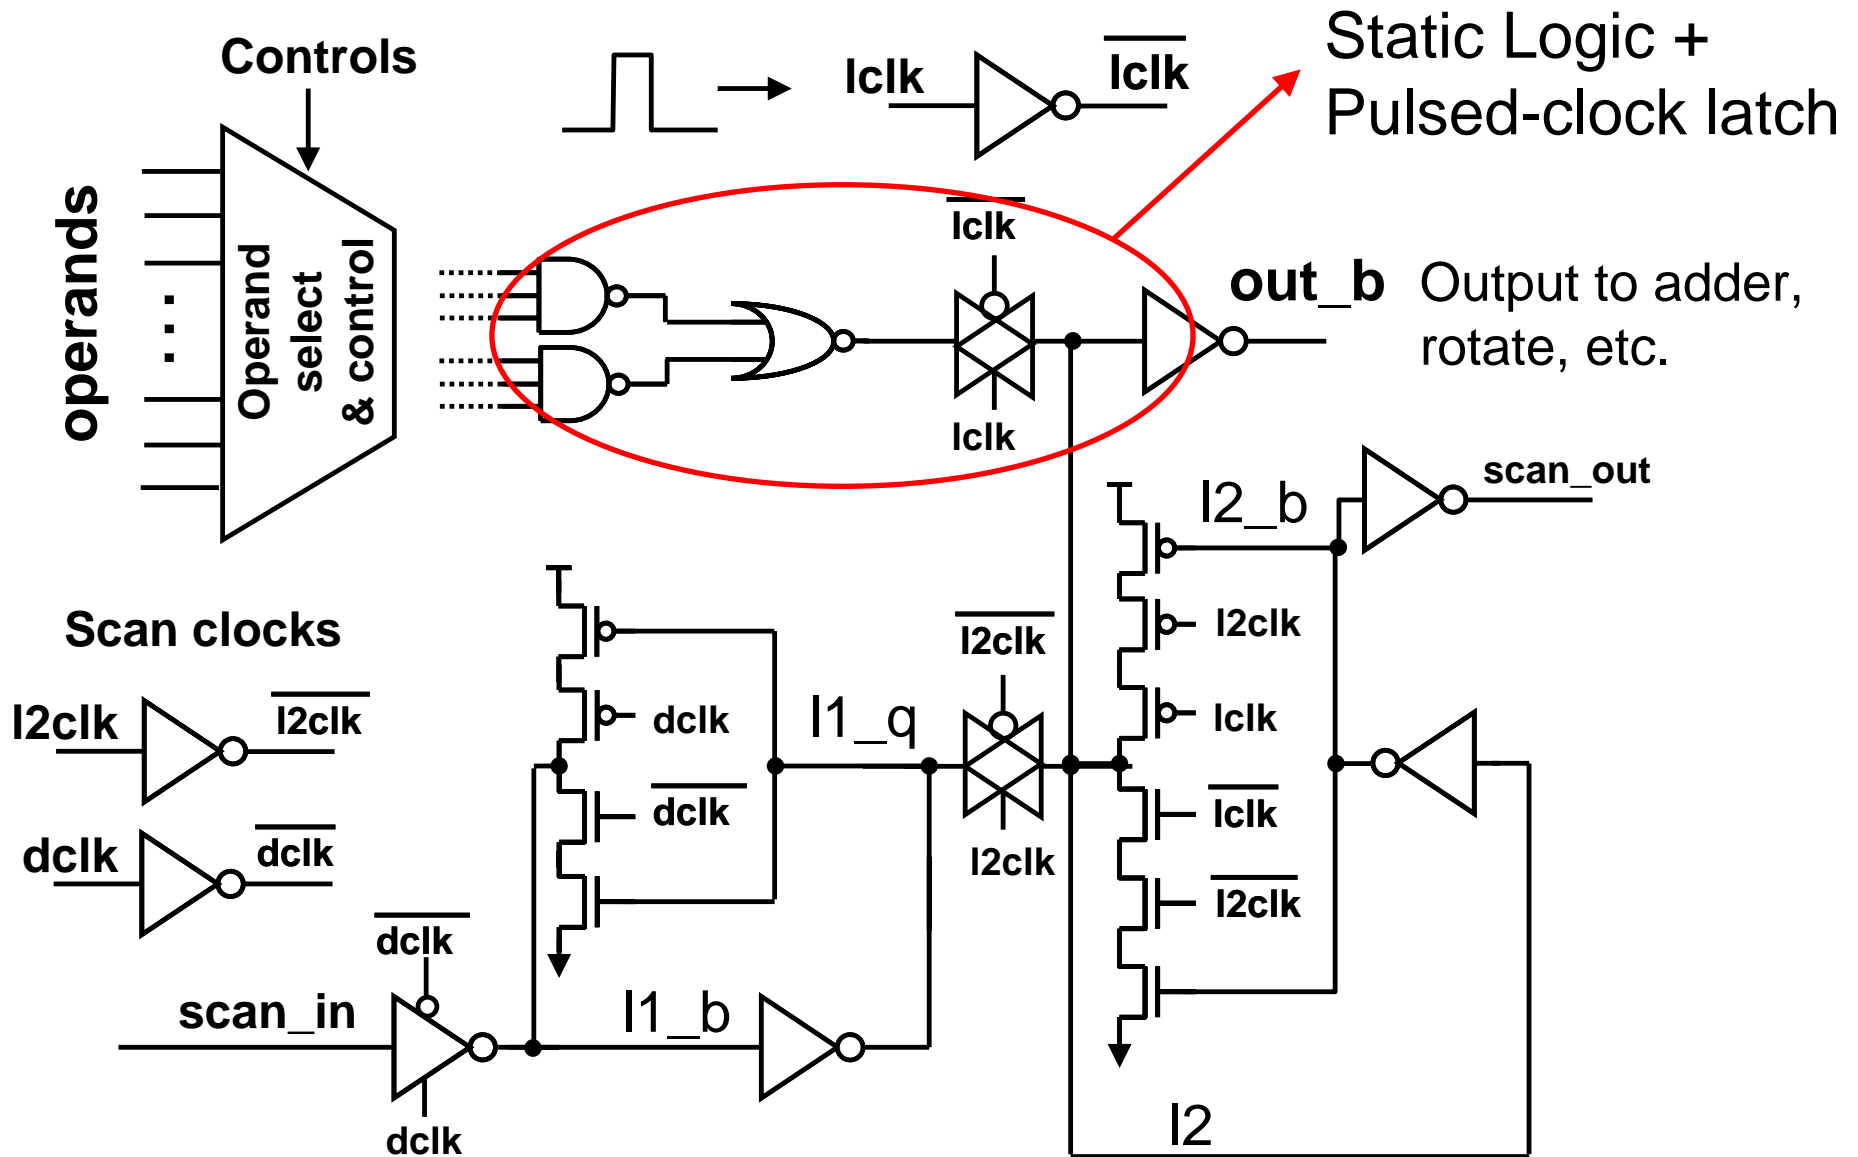 Controls
lclk
lclk
Static Logic +
Pulsed-clock latch
operands
Operand
select
& control
lclk
lclk
out_b
Output to adder,
rotate, etc.
scan_out
l2_b
l2clk
lclk
lclk
l2clk
Scan clocks
l2clk
l2clk
dclk
dclk
dclk
dclk
l1_q
l2clk
l2clk
dclk
scan_in
dclk
l1_b
l2